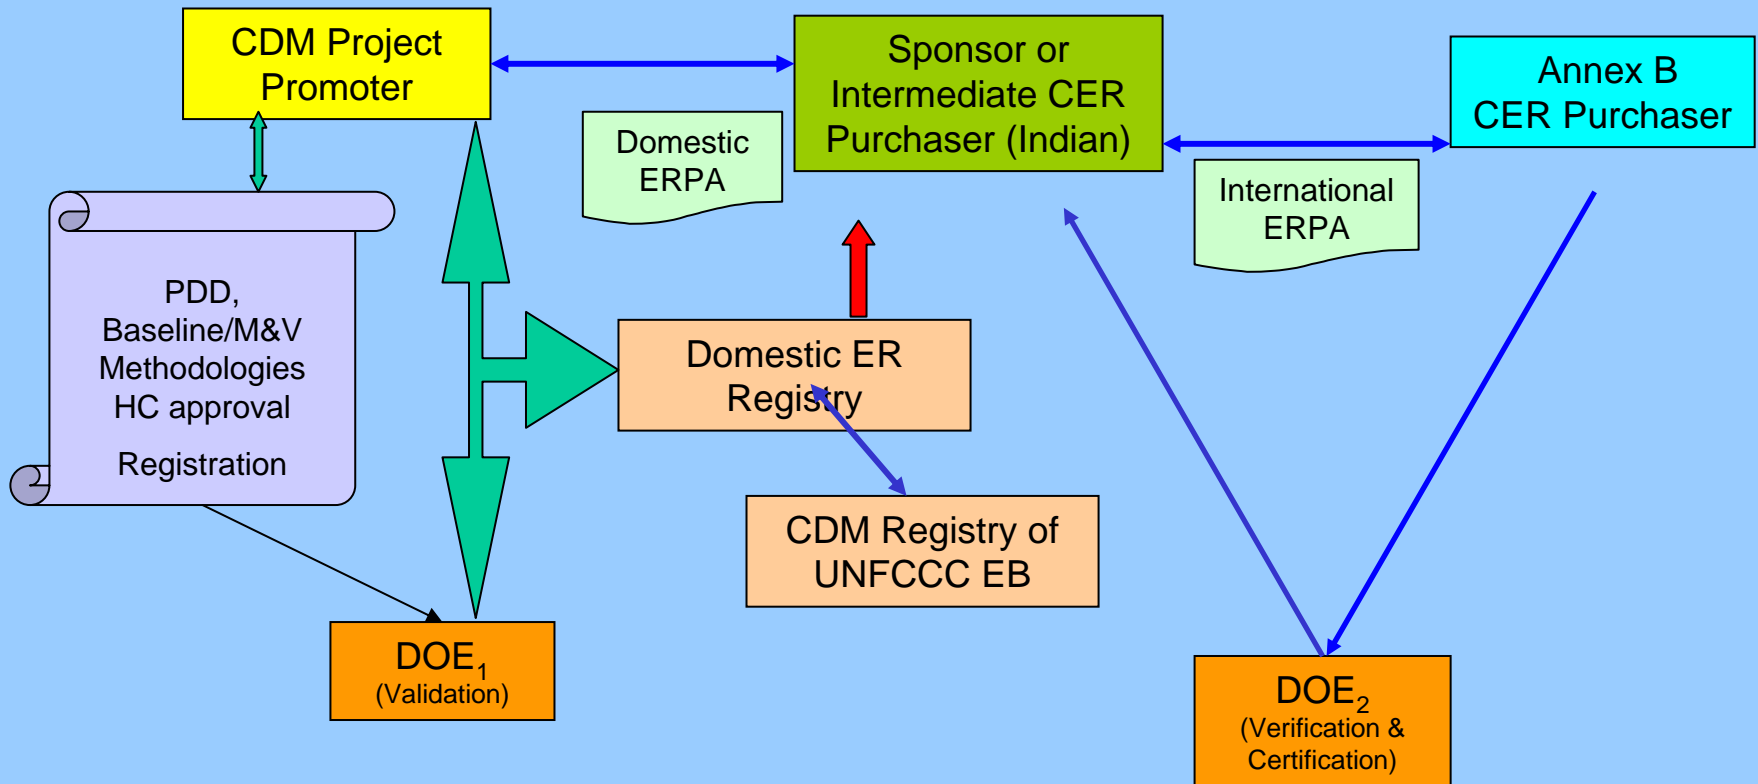 CDM Project
Promoter
Sponsor or
Intermediate CER
Purchaser (Indian)
Annex B
CER Purchaser
Domestic
ERPA
International
ERPA
PDD,
Baseline/M&V
Methodologies
HC approval
Registration
Domestic ER
Registry
CDM Registry of
UNFCCC EB
DOE1
(Validation)
DOE2
(Verification &
Certification)